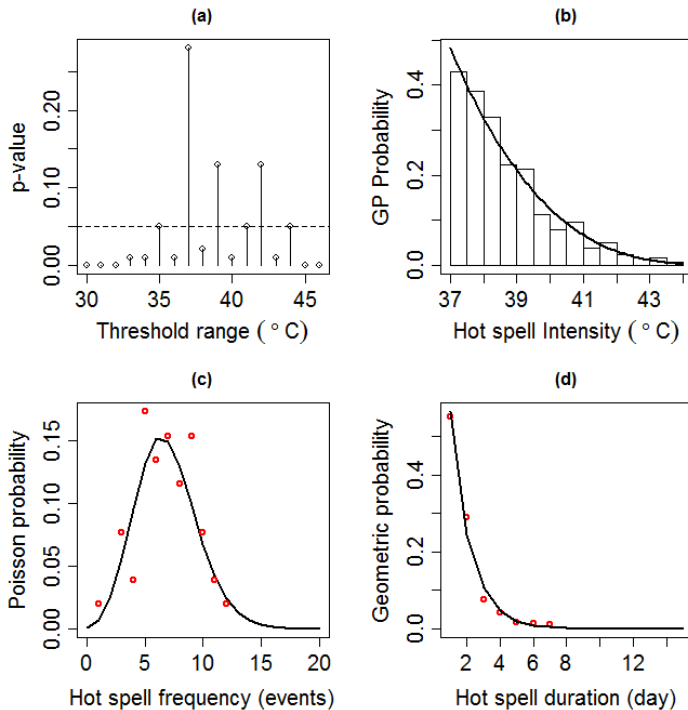 (a)
p-value
0.00 0.10 0.20
30 35 40 45
Threshold range ( ° C)
(b)
GP Probability
0.0 0.2 0.4
37 39 41 43
Hot spell Intensity ( ° C)
(c)
Poisson probability
0.00 0.05 0.10 0.15
0 5 10 15 20
Hot spell frequency (events)
(d)
Geometric probability
0.0 0.2 0.4
2 4 6 8 12
Hot spell duration (day)